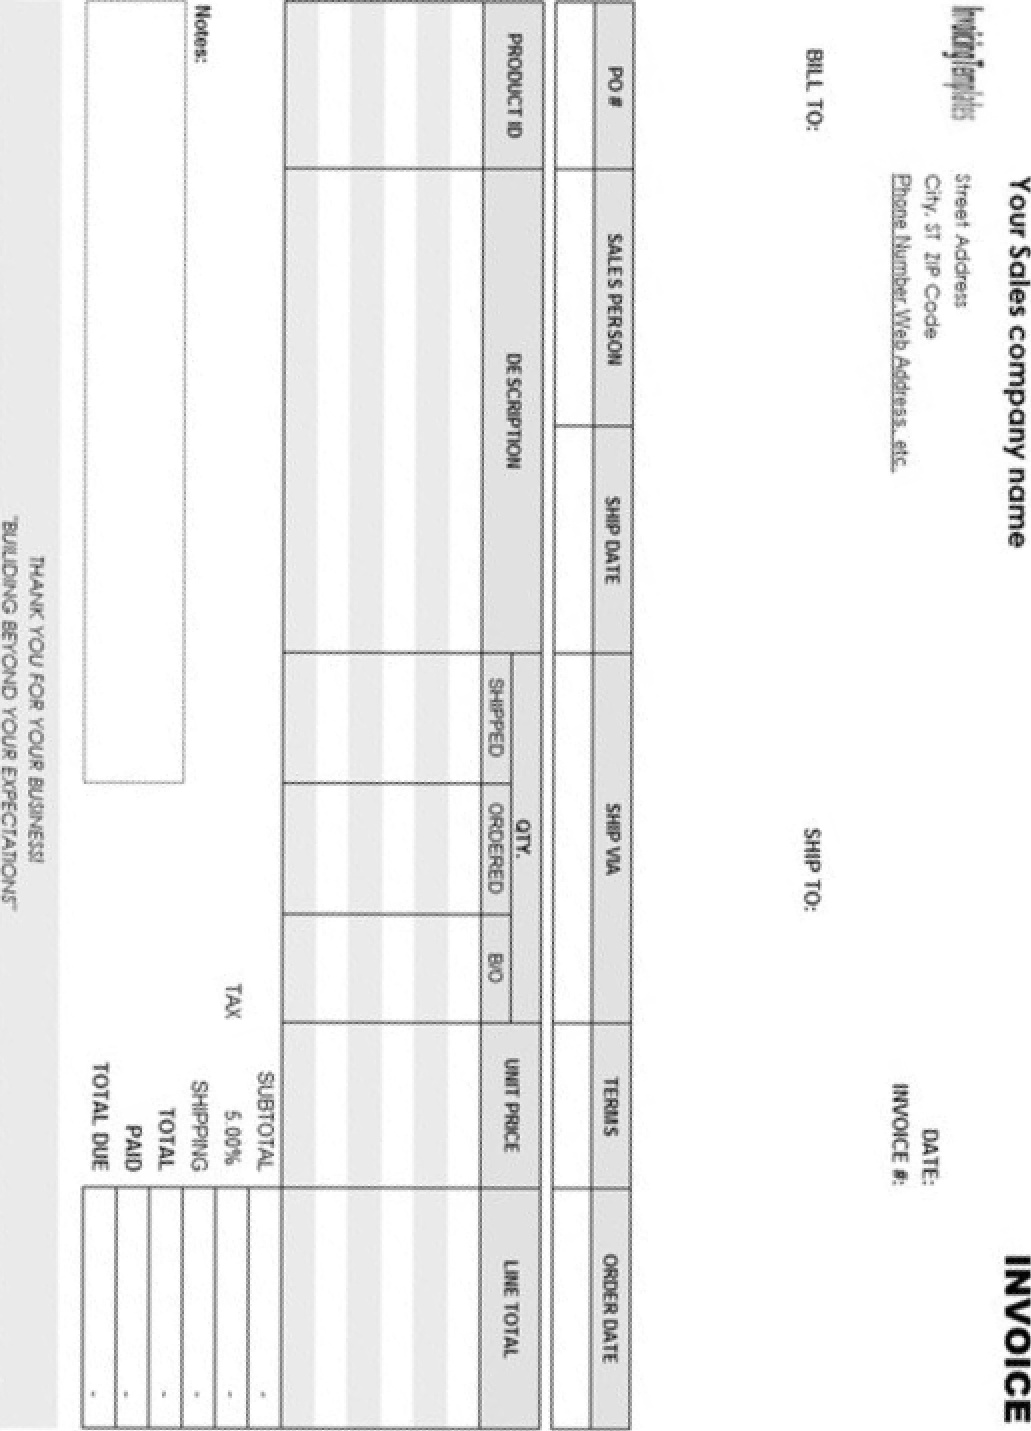 Your Sales company name
INVOICE
InvoicingTemplates
Street Address
City, ST ZIP Code
Phone Number,Web Address, etc.
DATE:
INVOICE #:
BILL TO:
SHIP TO:
PO # SALES PERSON SHIP DATE SHIP VIA TERMS ORDER DATE
PRODUCT ID DESCRIPTION QTY. UNIT PRICE LINE TOTAL
SHIPPED ORDERED B/O
SUBTOTAL -
TAX 5.00% -
Notes:
SHIPPING -
TOTAL -
PAID -
TOTAL DUE -
THANK YOU FOR YOUR BUSINESS!
"BUILIDING BEYOND YOUR EXPECTATIONS"